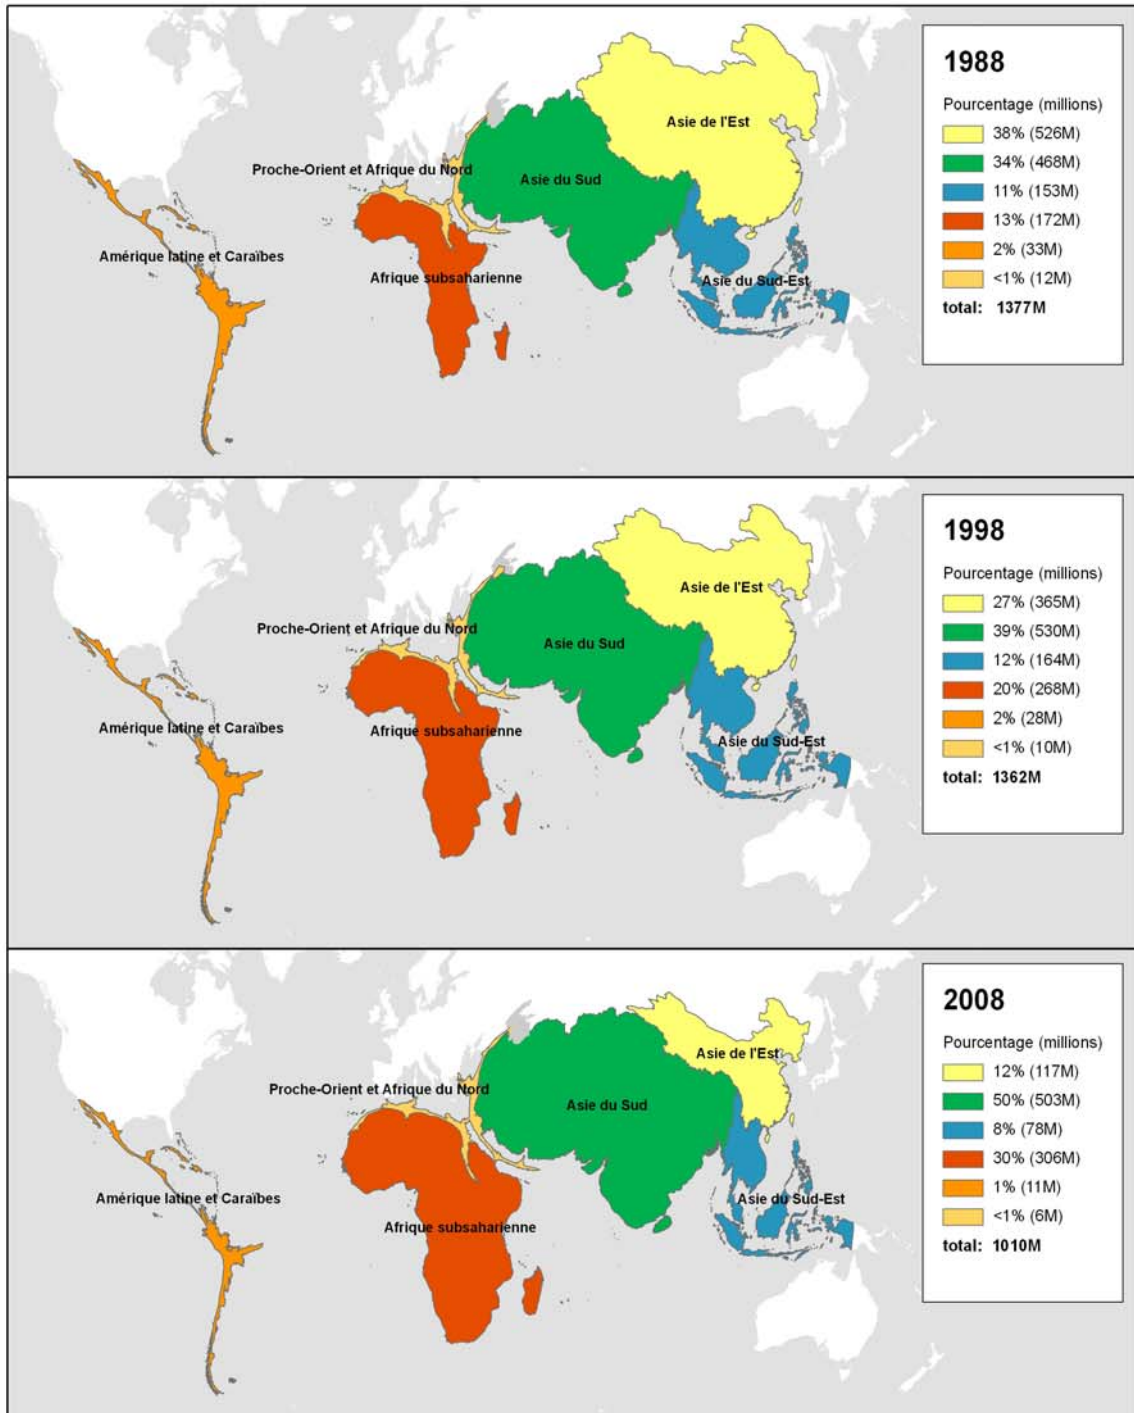 1988
Pourcentage (millions)
38% (526M)
34% (468M)
11% (153M)
13% (172M)
2% (33M)
<1% (12M)
total: 1377M
Asie de l'Est
Proche-Orient et Afrique du Nord
Asie du Sud
Amérique latine et Caraïbes
Afrique subsaharienne
Asie du Sud-Est
1998
Pourcentage (millions)
27% (365M)
39% (530M)
12% (164M)
20% (268M)
2% (28M)
<1% (10M)
total: 1362M
Asie de l'Est
Proche-Orient et Afrique du Nord
Asie du Sud
Amérique latine et Caraïbes
Afrique subsaharienne
Asie du Sud-Est
2008
Pourcentage (millions)
12% (117M)
50% (503M)
8% (78M)
30% (306M)
1% (11M)
<1% (6M)
total: 1010M
Asie de l'Est
Proche-Orient et Afrique du Nord
Asie du Sud
Amérique latine et Caraïbes
Afrique subsaharienne
Asie du Sud-Est